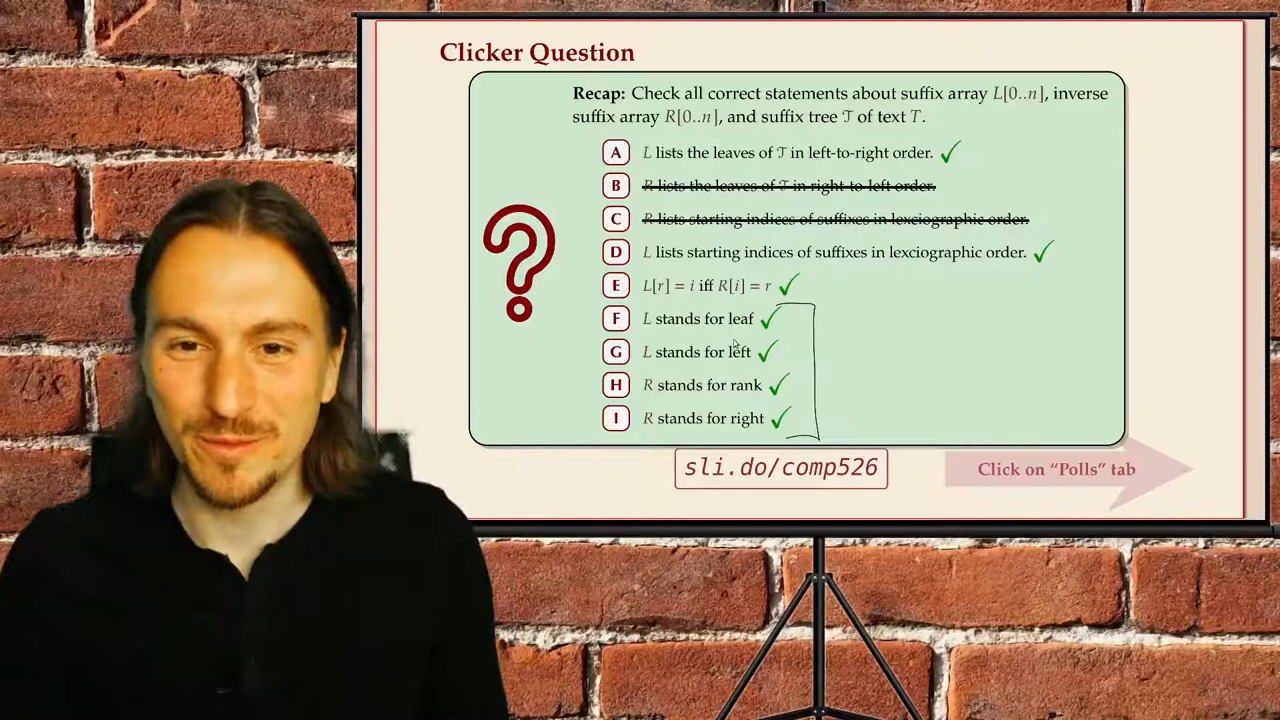 Clicker Question
Recap: Check all correct statements about suffix array L[0..n], inverse
suffix array R[0..n], and suffix tree 𝒯 of text T.
A L lists the leaves of 𝒯 in left-to-right order. ✓
B R lists the leaves of 𝒯 in right-to-left order.
C R lists starting indices of suffixes in lexciographic order.
D L lists starting indices of suffixes in lexciographic order. ✓
E L[r] = i iff R[i] = r ✓
F L stands for leaf ✓
G L stands for left ✓
H R stands for rank ✓
I R stands for right ✓
?
sli.do/comp526
Click on “Polls” tab